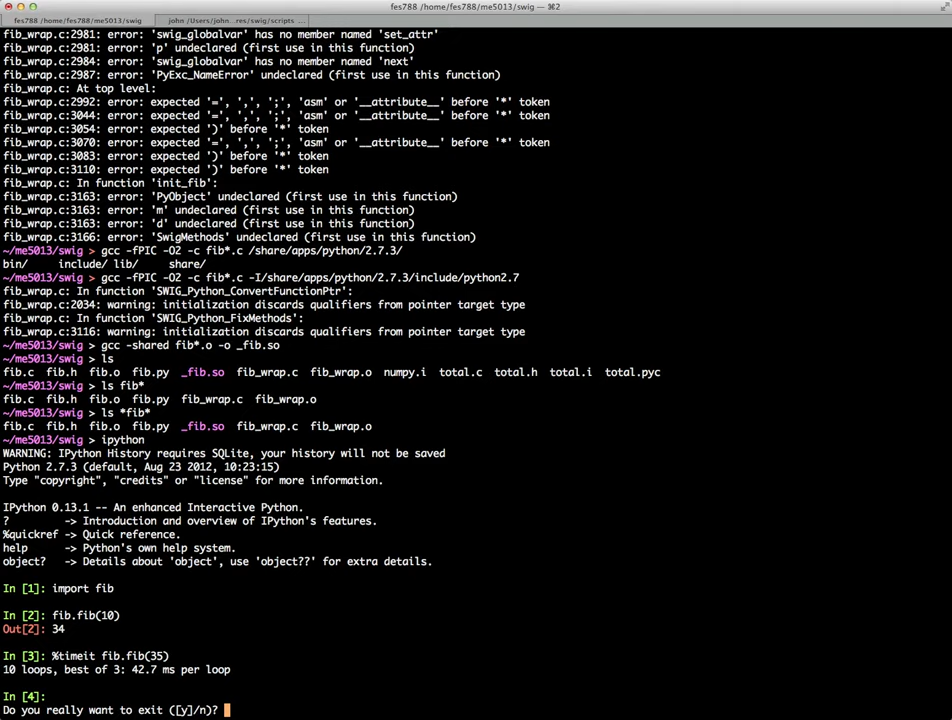 fes788 /home/fes788/me5013/swig — ⌘2
fes788 /home/fes788/me5013/swig
john /Users/john...res/swig/scripts ...
fib_wrap.c:2981: error: 'swig_globalvar' has no member named 'set_attr'
fib_wrap.c:2981: error: 'p' undeclared (first use in this function)
fib_wrap.c:2984: error: 'swig_globalvar' has no member named 'next'
fib_wrap.c:2987: error: 'PyExc_NameError' undeclared (first use in this function)
fib_wrap.c: At top level:
fib_wrap.c:2992: error: expected '=', ',', ';', 'asm' or '__attribute__' before '*' token
fib_wrap.c:3044: error: expected '=', ',', ';', 'asm' or '__attribute__' before '*' token
fib_wrap.c:3054: error: expected ')' before '*' token
fib_wrap.c:3070: error: expected '=', ',', ';', 'asm' or '__attribute__' before '*' token
fib_wrap.c:3083: error: expected ')' before '*' token
fib_wrap.c:3110: error: expected ')' before '*' token
fib_wrap.c: In function 'init_fib':
fib_wrap.c:3163: error: 'PyObject' undeclared (first use in this function)
fib_wrap.c:3163: error: 'm' undeclared (first use in this function)
fib_wrap.c:3163: error: 'd' undeclared (first use in this function)
fib_wrap.c:3166: error: 'SwigMethods' undeclared (first use in this function)
~/me5013/swig > gcc -fPIC -O2 -c fib*.c /share/apps/python/2.7.3/
bin/     include/ lib/     share/
~/me5013/swig > gcc -fPIC -O2 -c fib*.c -I/share/apps/python/2.7.3/include/python2.7
fib_wrap.c: In function 'SWIG_Python_ConvertFunctionPtr':
fib_wrap.c:2034: warning: initialization discards qualifiers from pointer target type
fib_wrap.c: In function 'SWIG_Python_FixMethods':
fib_wrap.c:3116: warning: initialization discards qualifiers from pointer target type
~/me5013/swig > gcc -shared fib*.o -o _fib.so
~/me5013/swig > ls
fib.c  fib.h  fib.o  fib.py  _fib.so  fib_wrap.c  fib_wrap.o  numpy.i  total.c  total.h  total.i  total.pyc
~/me5013/swig > ls fib*
fib.c  fib.h  fib.o  fib.py  fib_wrap.c  fib_wrap.o
~/me5013/swig > ls *fib*
fib.c  fib.h  fib.o  fib.py  _fib.so  fib_wrap.c  fib_wrap.o
~/me5013/swig > ipython
WARNING: IPython History requires SQLite, your history will not be saved
Python 2.7.3 (default, Aug 23 2012, 10:23:15)
Type "copyright", "credits" or "license" for more information.
IPython 0.13.1 -- An enhanced Interactive Python.
?         -> Introduction and overview of IPython's features.
%quickref -> Quick reference.
help      -> Python's own help system.
object?   -> Details about 'object', use 'object??' for extra details.
In [1]: import fib
In [2]: fib.fib(10)
Out[2]: 34
In [3]: %timeit fib.fib(35)
10 loops, best of 3: 42.7 ms per loop
In [4]:
Do you really want to exit ([y]/n)?